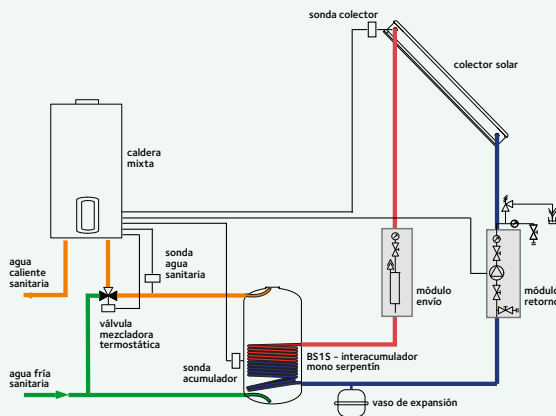 sonda colector
colector solar
caldera
mixta
agua
caliente
sanitaria
sonda
agua
sanitaria
válvula
mezcladora
termostática
módulo
envío
módulo
retorno
agua fría
sanitaria
sonda
acumulador
BS1S – interacumulador
mono serpentín
vaso de expansión